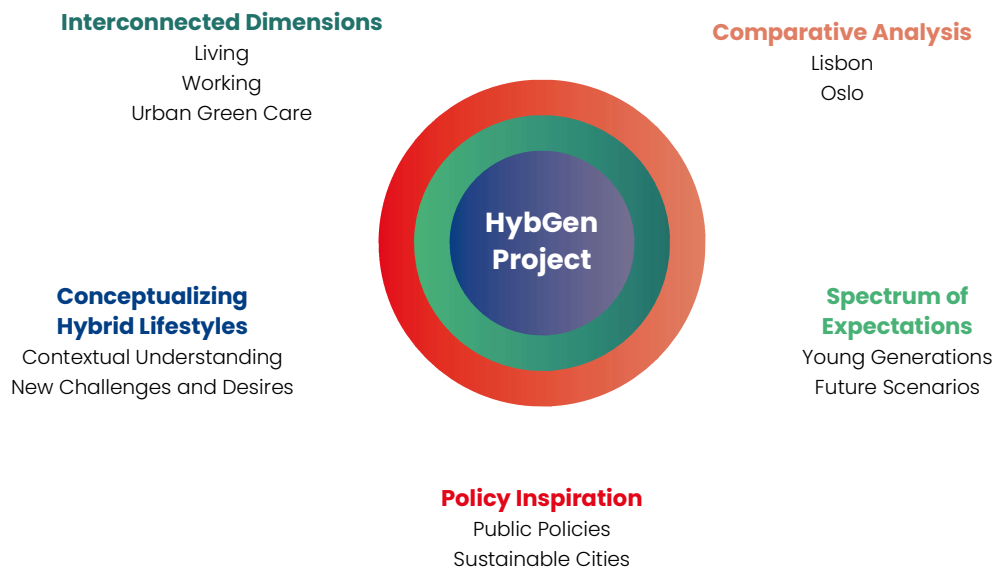 Interconnected Dimensions
Living
Working
Urban Green Care
Comparative Analysis
Lisbon
Oslo
HybGen
Project
Conceptualizing
Hybrid Lifestyles
Contextual Understanding
New Challenges and Desires
Spectrum of
Expectations
Young Generations
Future Scenarios
Policy Inspiration
Public Policies
Sustainable Cities